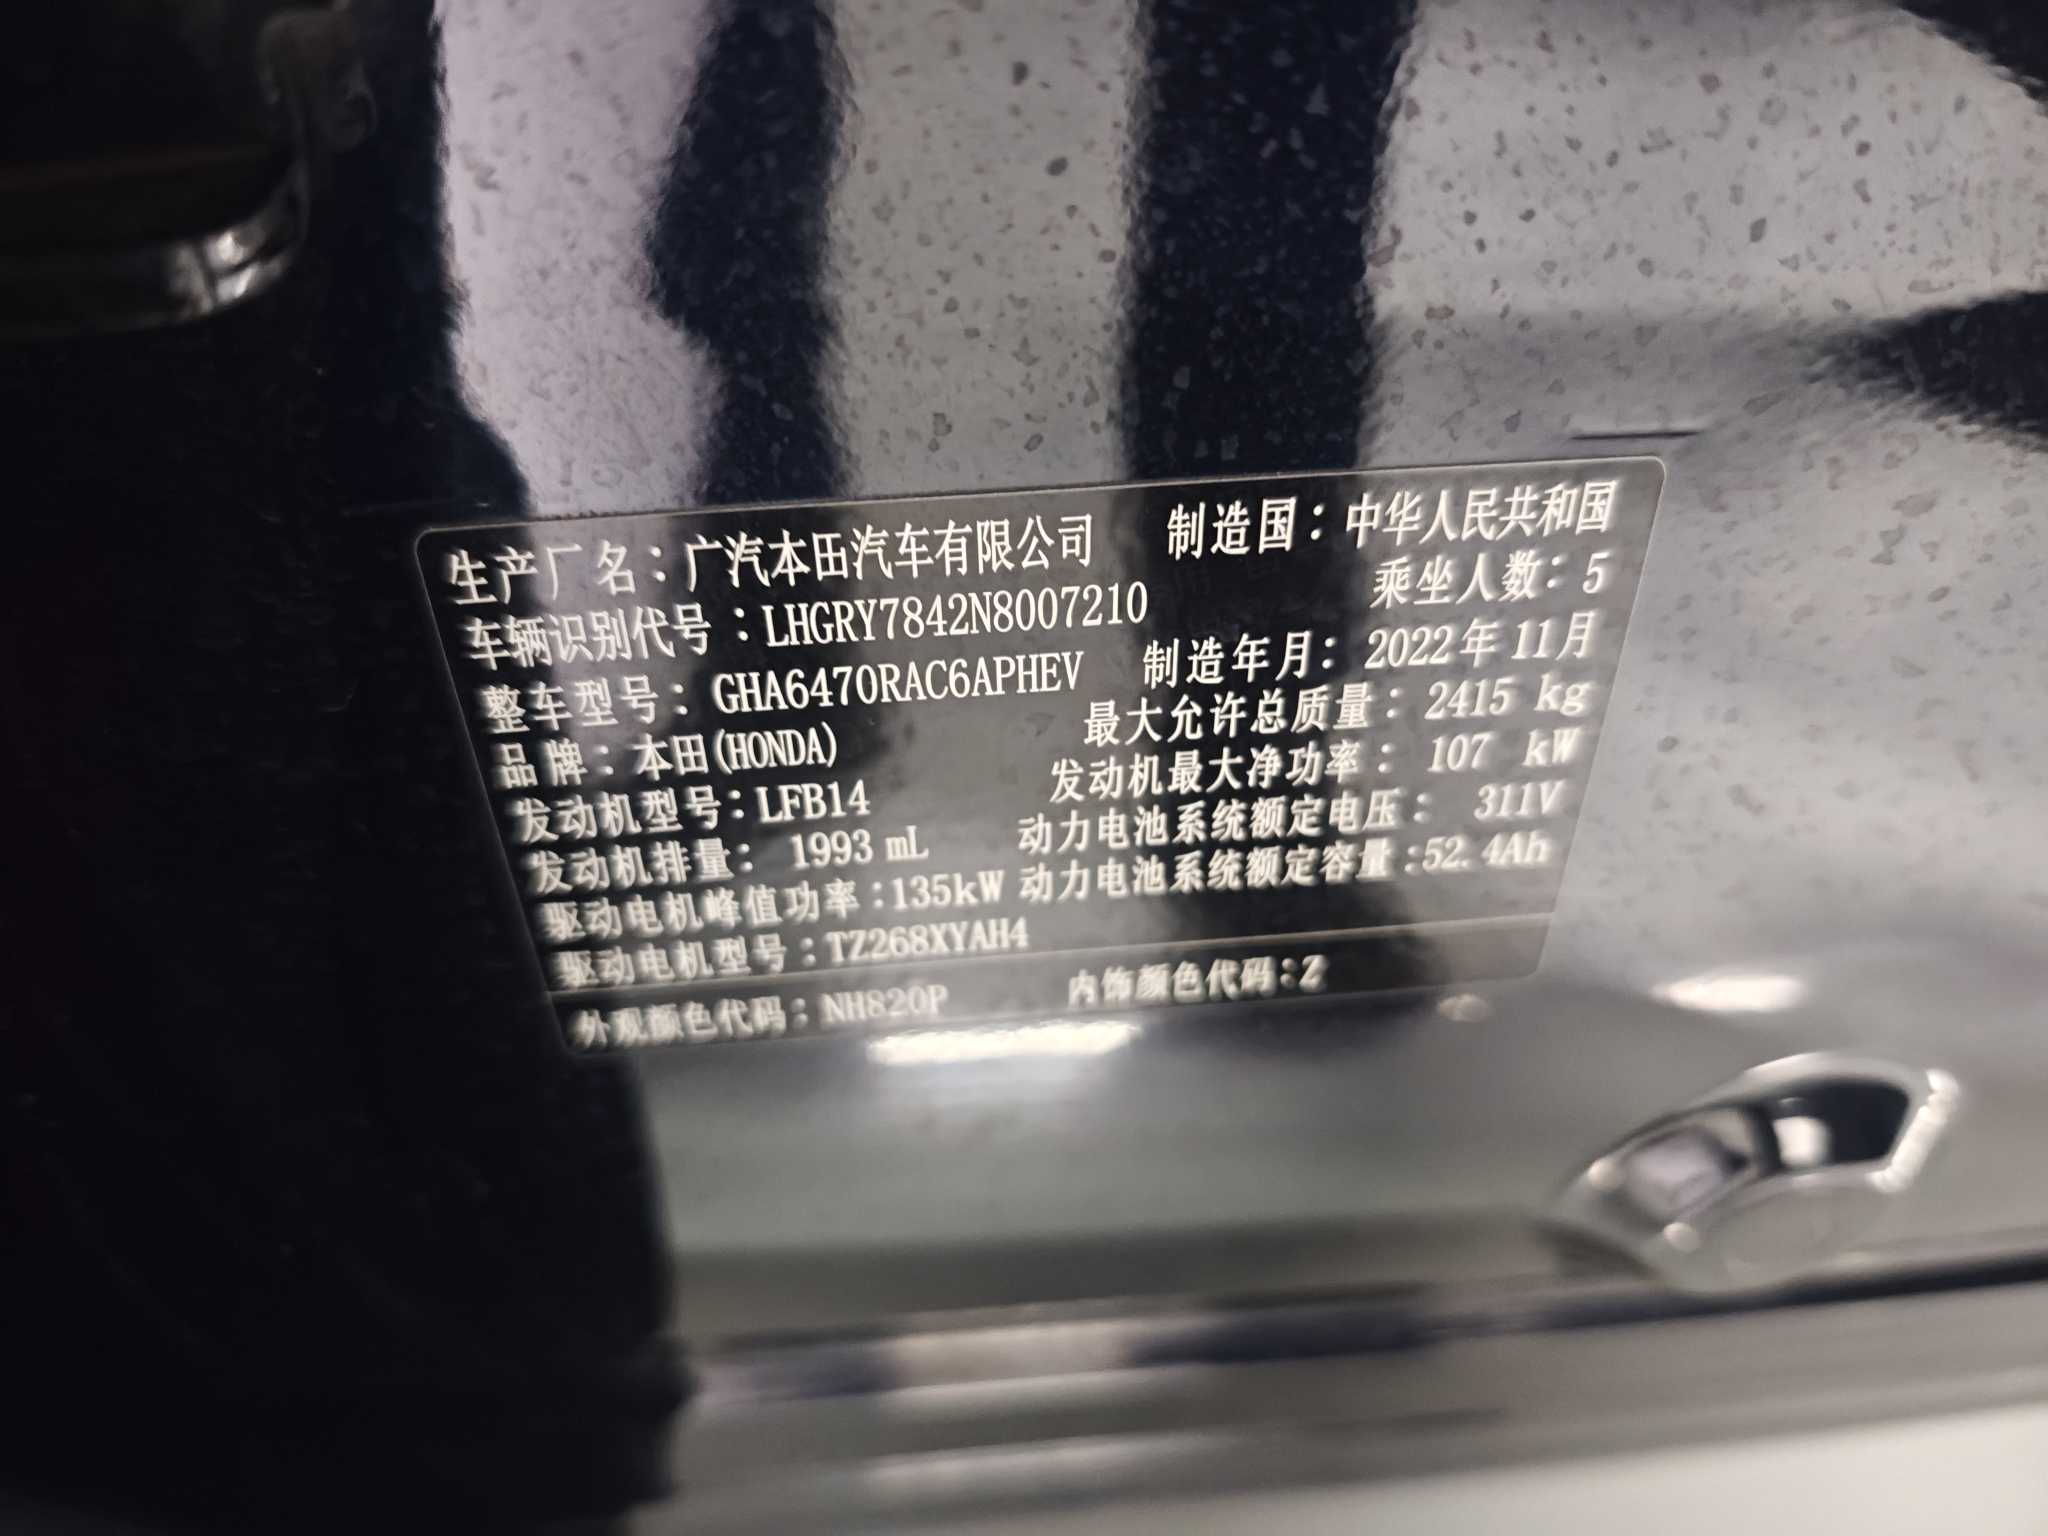 生产厂名：广汽本田汽车有限公司 制造国：中华人民共和国
车辆识别代号：LHGRY7842N8007210 乘坐人数：5
整车型号：GHA6470RAC6APHEV 制造年月：2022年11月
品牌：本田(HONDA) 最大允许总质量：2415 kg
发动机型号：LFB14 发动机最大净功率：107 kW
发动机排量：1993 mL 动力电池系统额定电压：311V
驱动电机峰值功率：135kW 动力电池系统额定容量：52.4Ah
驱动电机型号：TZ268XYAH4
外观颜色代码：NH820P 内饰颜色代码：Z